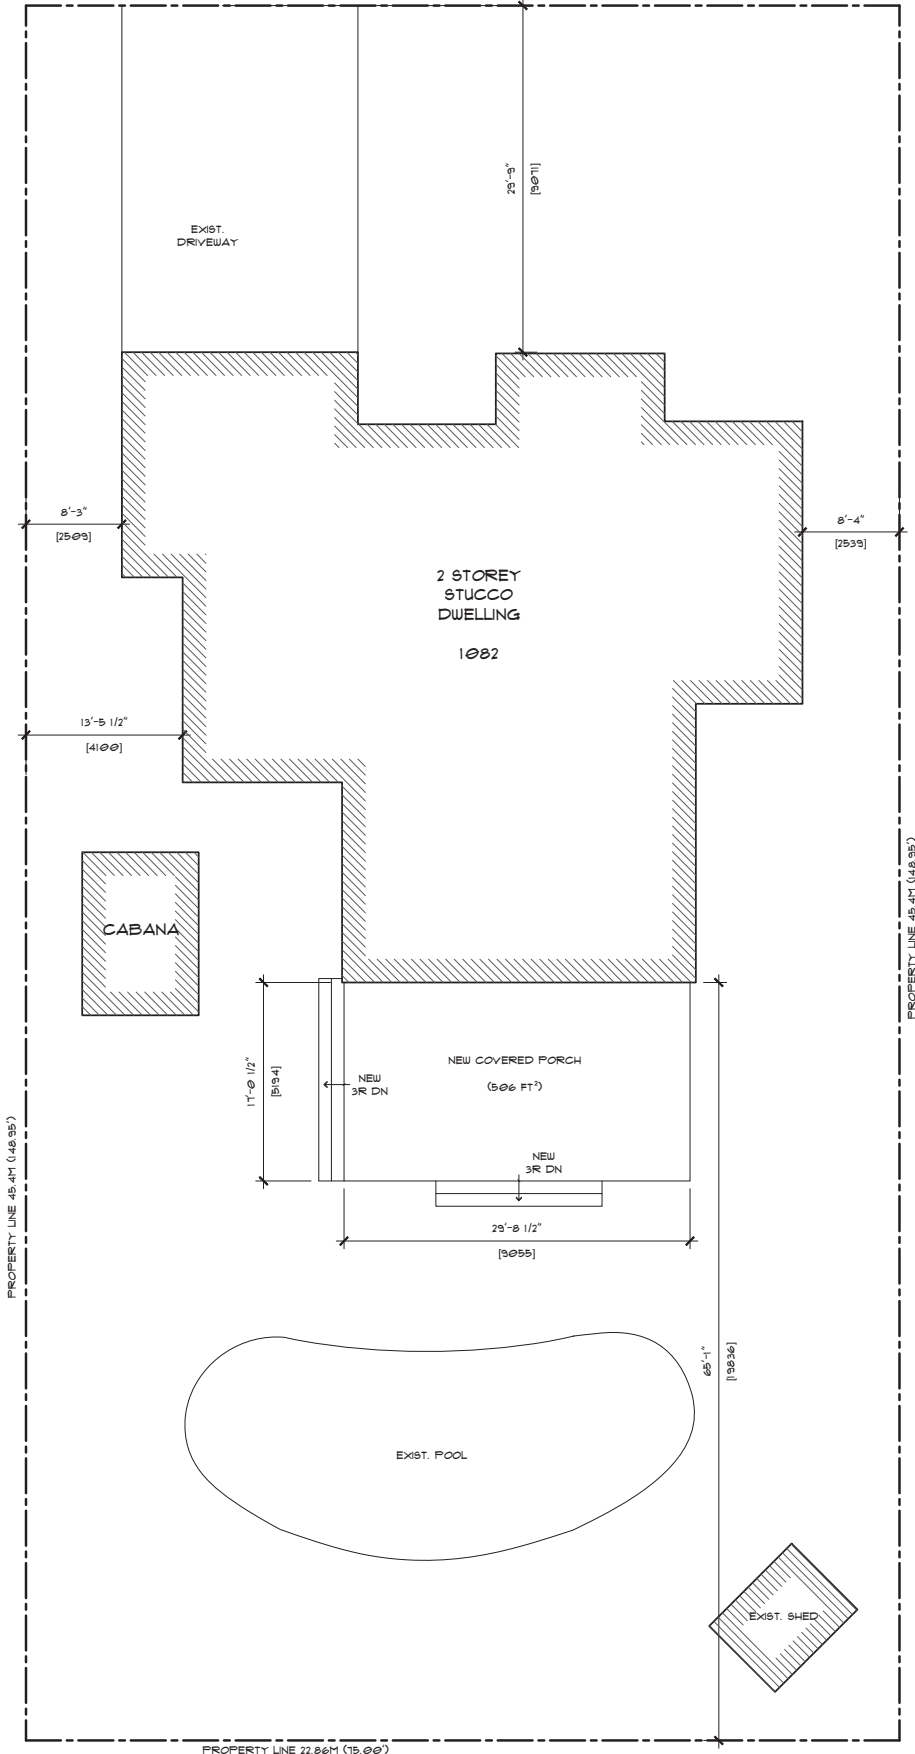 29'-9"
[9071]
EXIST.
DRIVEWAY
8'-3"
[2509]
8'-4"
[2539]
2 STOREY
STUCCO
DWELLING
1082
13'-5 1/2"
[4100]
PROPERTY LINE 45.4M (148.95')
CABANA
17'-0 1/2"
[5194]
NEW COVERED PORCH
(506 FT²)
NEW
3R DN
NEW
3R DN
29'-8 1/2"
[9055]
PROPERTY LINE 45.4M (148.95')
65'-1"
[19836]
EXIST. POOL
EXIST. SHED
PROPERTY LINE 22.86M (75.00')